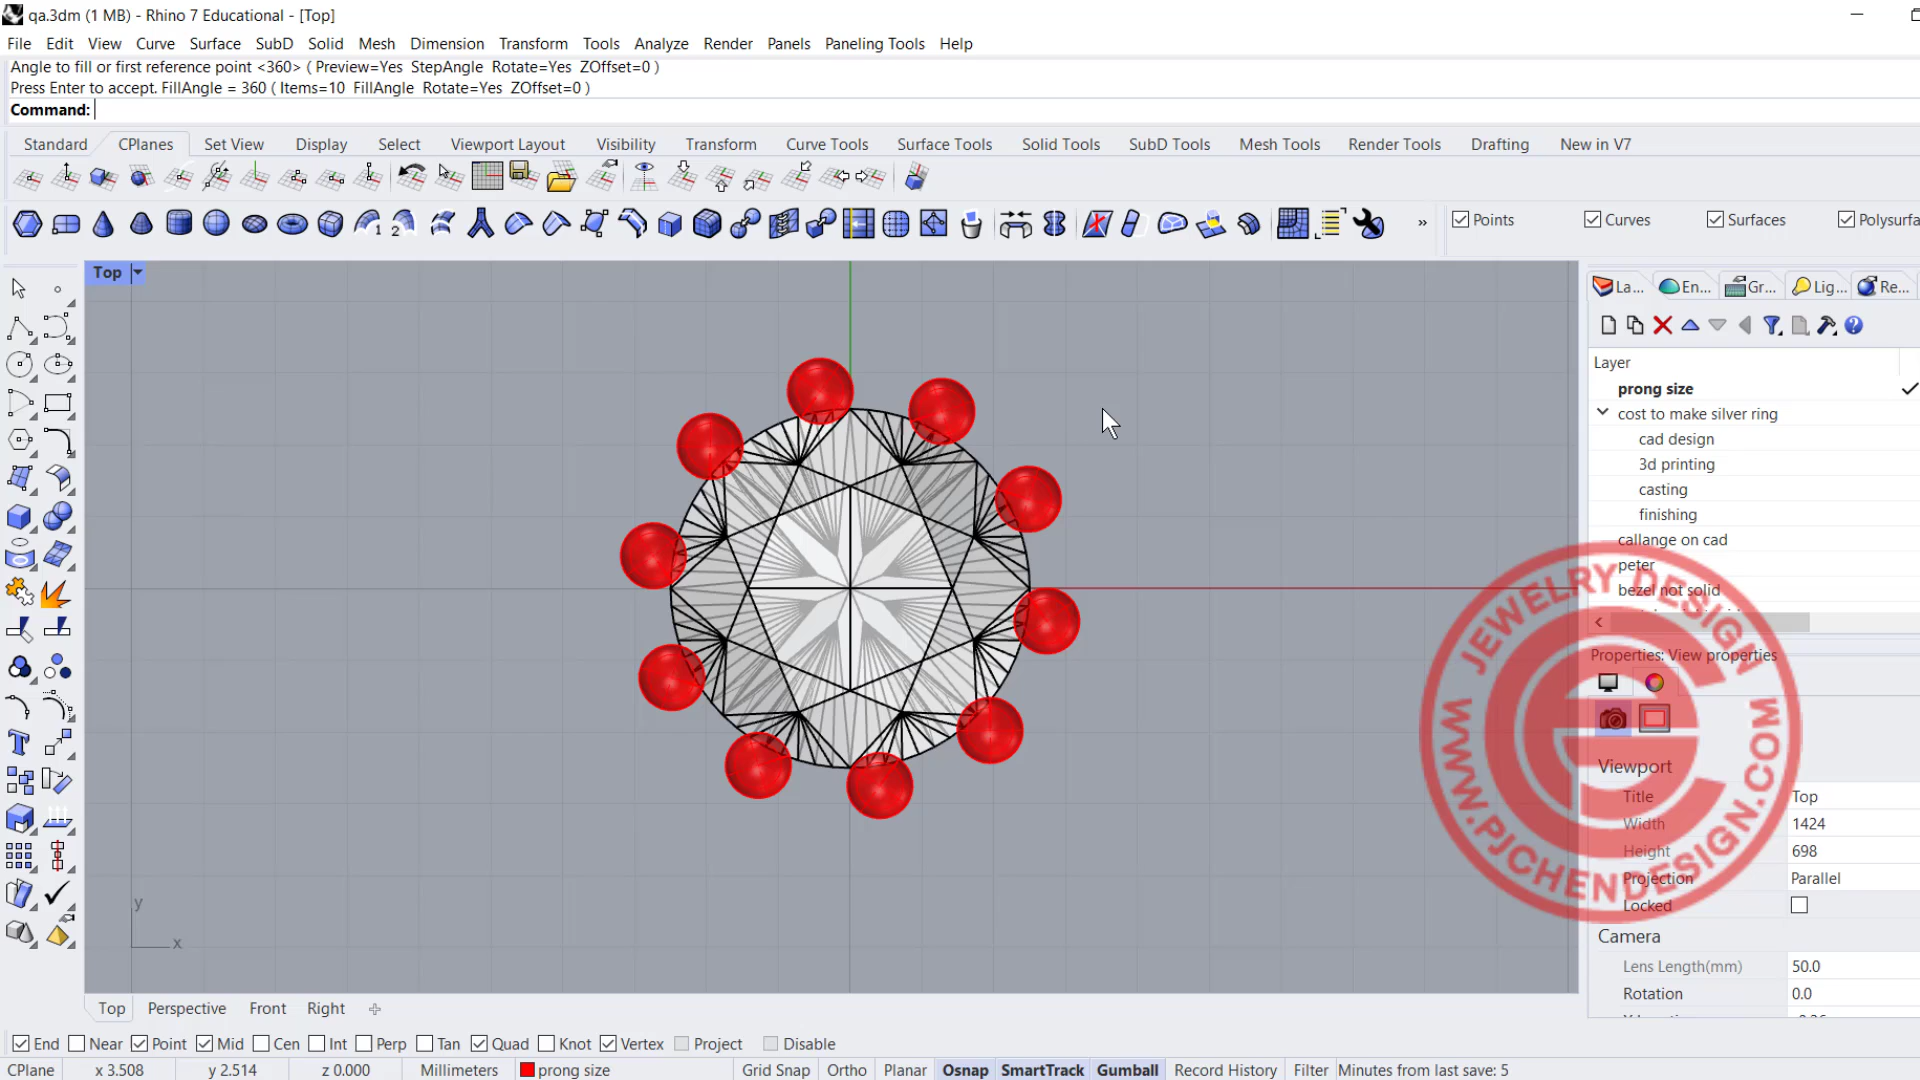 qa.3dm (1 MB) - Rhino 7 Educational - [Top]
File Edit View Curve Surface SubD Solid Mesh Dimension Transform Tools Analyze Render Panels Paneling Tools Help
Angle to fill or first reference point <360> ( Preview=Yes StepAngle Rotate=Yes ZOffset=0 )
Press Enter to accept. FillAngle = 360 ( Items=10 FillAngle Rotate=Yes ZOffset=0 )
Command:
Standard CPlanes Set View Display Select Viewport Layout Visibility Transform Curve Tools Surface Tools Solid Tools SubD Tools Mesh Tools Render Tools Drafting New in V7
1 2 » Points Curves Surfaces Polysurfa
Top
La... En... Gr... Lig... Re...
Layer
prong size
cost to make silver ring
cad design
3d printing
casting
finishing
callange on cad
peter
bezel not solid
Properties: View properties
JEWELRY DESIGN
WWW.PJCHENDESIGN.COM
Viewport
Title Top
Width 1424
Height 698
Projection Parallel
Locked
Camera
Lens Length(mm) 50.0
Rotation 0.0
y
x
Top Perspective Front Right
End Near Point Mid Cen Int Perp Tan Quad Knot Vertex Project Disable
CPlane x 3.508 y 2.514 z 0.000 Millimeters prong size Grid Snap Ortho Planar Osnap SmartTrack Gumball Record History Filter Minutes from last save: 5